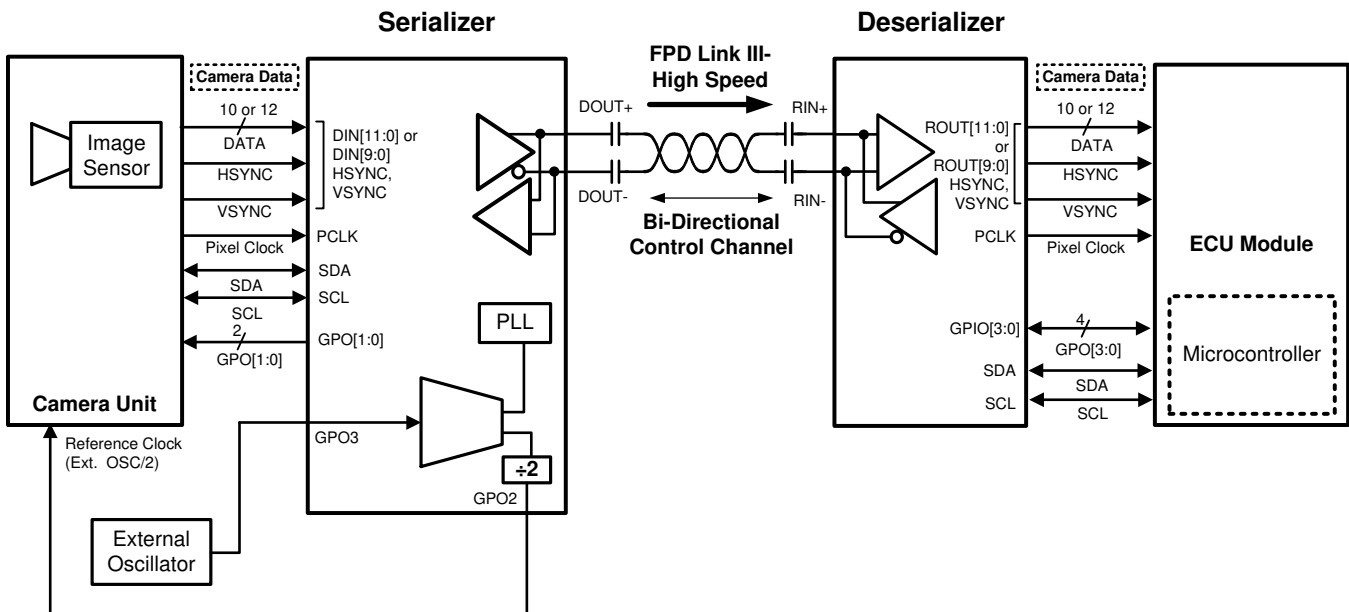 Serializer
Deserializer
FPD Link III-
High Speed
Camera Data
10 or 12
DATA
HSYNC
VSYNC
Pixel Clock
SDA
SCL
2
GPO[1:0]
Image
Sensor
Camera Unit
DIN[11:0] or
DIN[9:0]
HSYNC,
VSYNC
PCLK
SDA
SCL
GPO[1:0]
PLL
GPO3
÷2
GPO2
Reference Clock
(Ext. OSC/2)
External
Oscillator
DOUT+
DOUT-
RIN+
RIN-
Bi-Directional
Control Channel
ROUT[11:0]
or
ROUT[9:0]
HSYNC,
VSYNC
PCLK
GPIO[3:0]
SDA
SCL
Camera Data
10 or 12
DATA
HSYNC
VSYNC
Pixel Clock
4
GPO[3:0]
SDA
SCL
ECU Module
Microcontroller